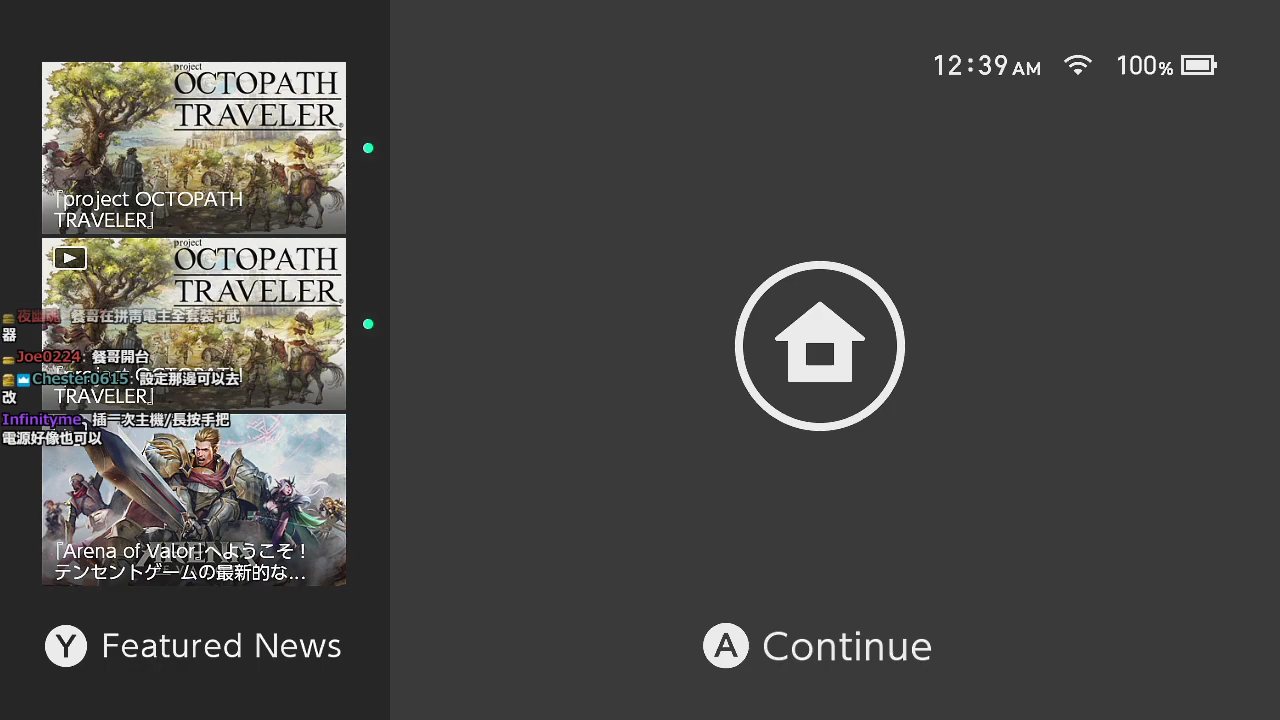 12:39 AM 100%
project
OCTOPATH
TRAVELER
『project OCTOPATH
TRAVELER』
project
OCTOPATH
TRAVELER
餐哥在拼青電主全套裝+武
器
Joe0224: 餐哥開台
Chester0615: 設定那邊可以去
改
TRAVELER』
Infinityme: 插一次主機/長按手把
電源好像也可以
『Arena of Valor』へようこそ！
テンセントゲームの最新的な...
Y Featured News
A Continue